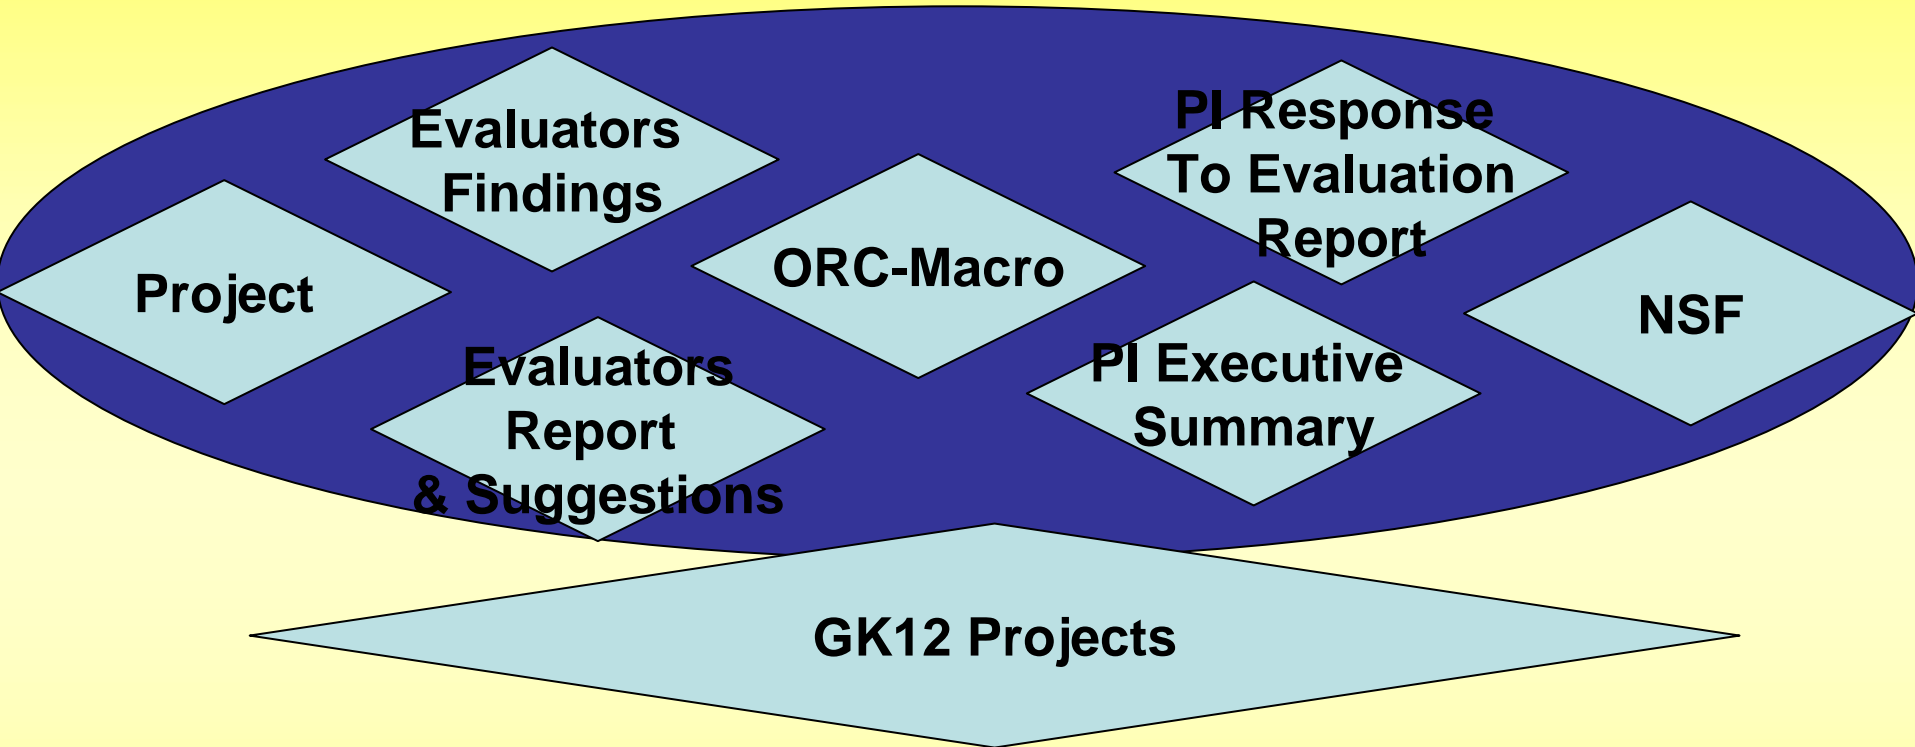 Evaluators
Findings
PI Response
To Evaluation
Report
Project
ORC-Macro
NSF
Evaluators
Report
& Suggestions
PI Executive
Summary
GK12 Projects